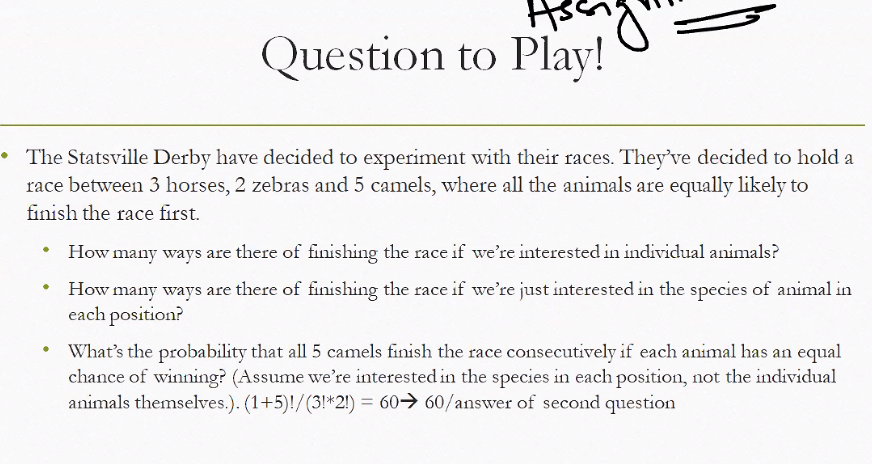 Question to Play!
• The Statsville Derby have decided to experiment with their races. They've decided to hold a
race between 3 horses, 2 zebras and 5 camels, where all the animals are equally likely to
finish the race first.
• How many ways are there of finishing the race if we're interested in individual animals?
• How many ways are there of finishing the race if we're just interested in the species of animal in
each position?
• What's the probability that all 5 camels finish the race consecutively if each animal has an equal
chance of winning? (Assume we're interested in the species in each position, not the individual
animals themselves.). (1+5)!/(3!*2!) = 60→ 60/answer of second question